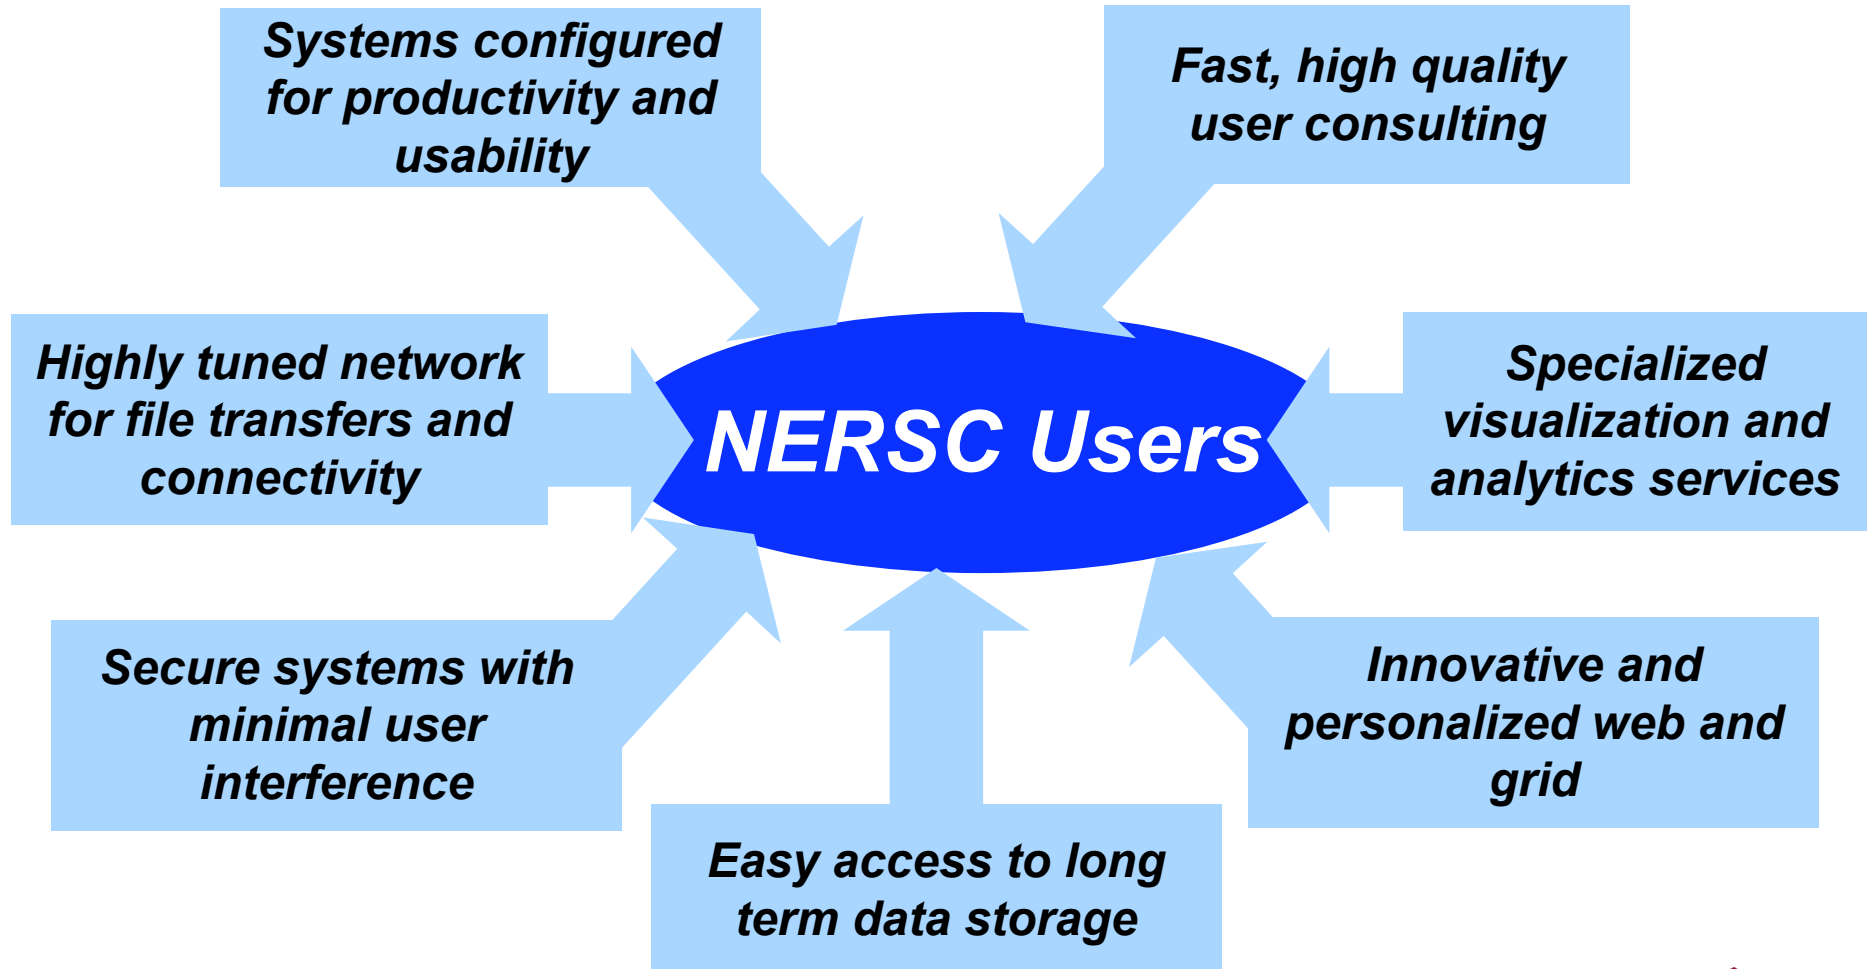 Systems configured
for productivity and
usability
Fast, high quality
user consulting
Highly tuned network
for file transfers and
connectivity
NERSC Users
Specialized
visualization and
analytics services
Secure systems with
minimal user
interference
Innovative and
personalized web and
grid
Easy access to long
term data storage